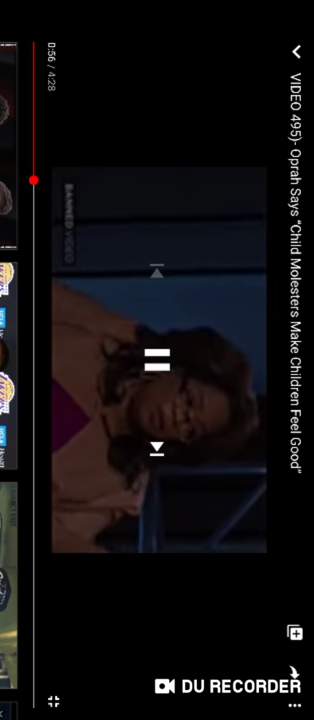 VIDEO 495)- Oprah Says "Child Molesters Make Children Feel Good"
BANNED.VIDEO
0:56 / 4:28
DU RECORDER